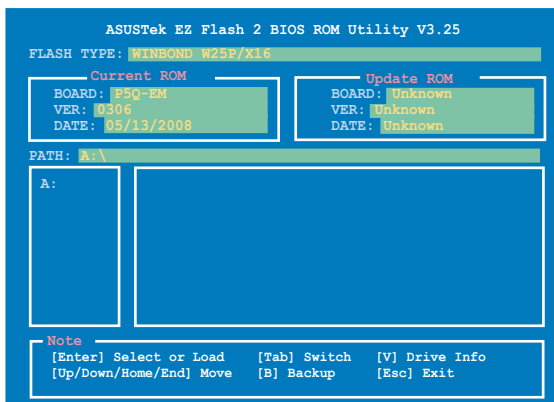 ASUSTek EZ Flash 2 BIOS ROM Utility V3.25
FLASH TYPE: WINBOND W25P/X16
Current ROM
BOARD: P5Q-EM
VER: 0306
DATE: 05/13/2008
Update ROM
BOARD: Unknown
VER: Unknown
DATE: Unknown
PATH: A:\
A:
Note
[Enter] Select or Load [Tab] Switch [V] Drive Info
[Up/Down/Home/End] Move [B] Backup [Esc] Exit